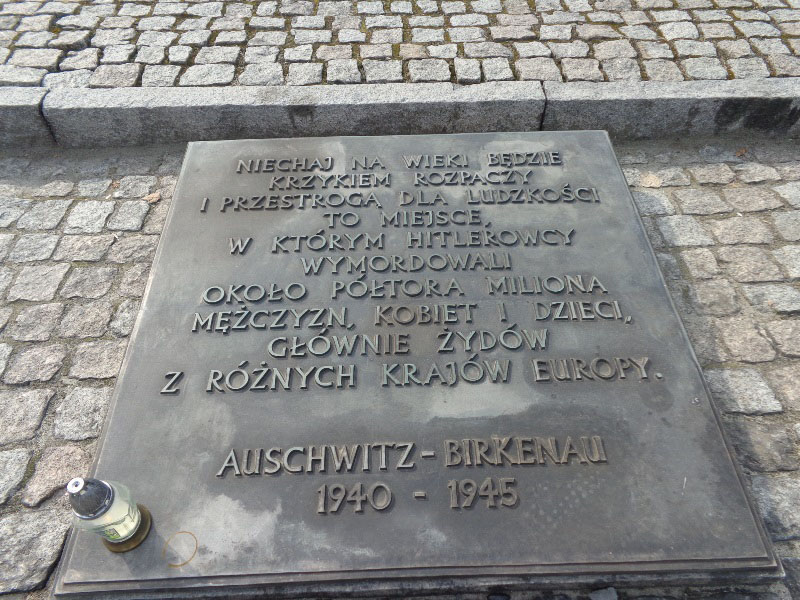 NIECHAJ NA WIEKI BĘDZIE
KRZYKIEM ROZPACZY
I PRZESTROGĄ DLA LUDZKOŚCI
TO MIEJSCE,
W KTÓRYM HITLEROWCY
WYMORDOWALI
OKOŁO PÓŁTORA MILIONA
MĘŻCZYZN, KOBIET I DZIECI,
GŁÓWNIE ŻYDÓW
Z RÓŻNYCH KRAJÓW EUROPY.
AUSCHWITZ - BIRKENAU
1940 - 1945